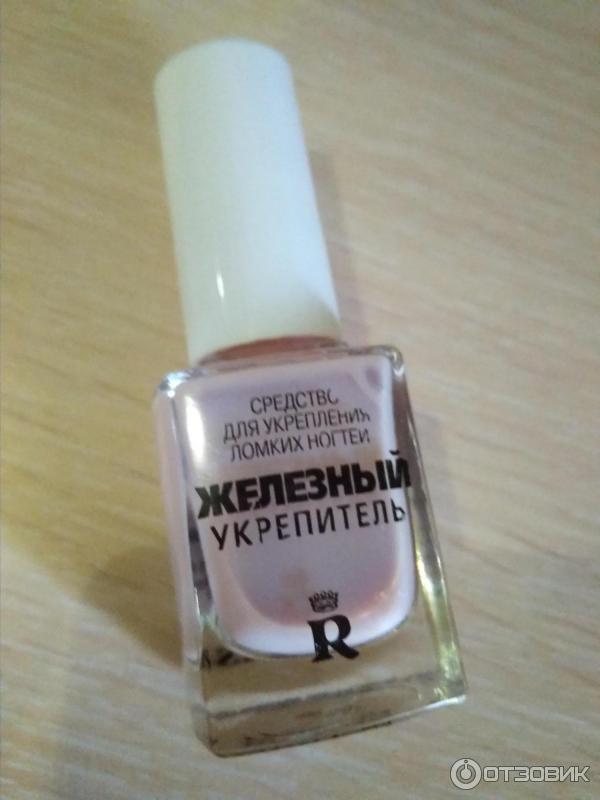 СРЕДСТВО
ДЛЯ УКРЕПЛЕНИЯ
ЛОМКИХ НОГТЕЙ
ЖЕЛЕЗНЫЙ
УКРЕПИТЕЛЬ
R
ОТЗОВИК